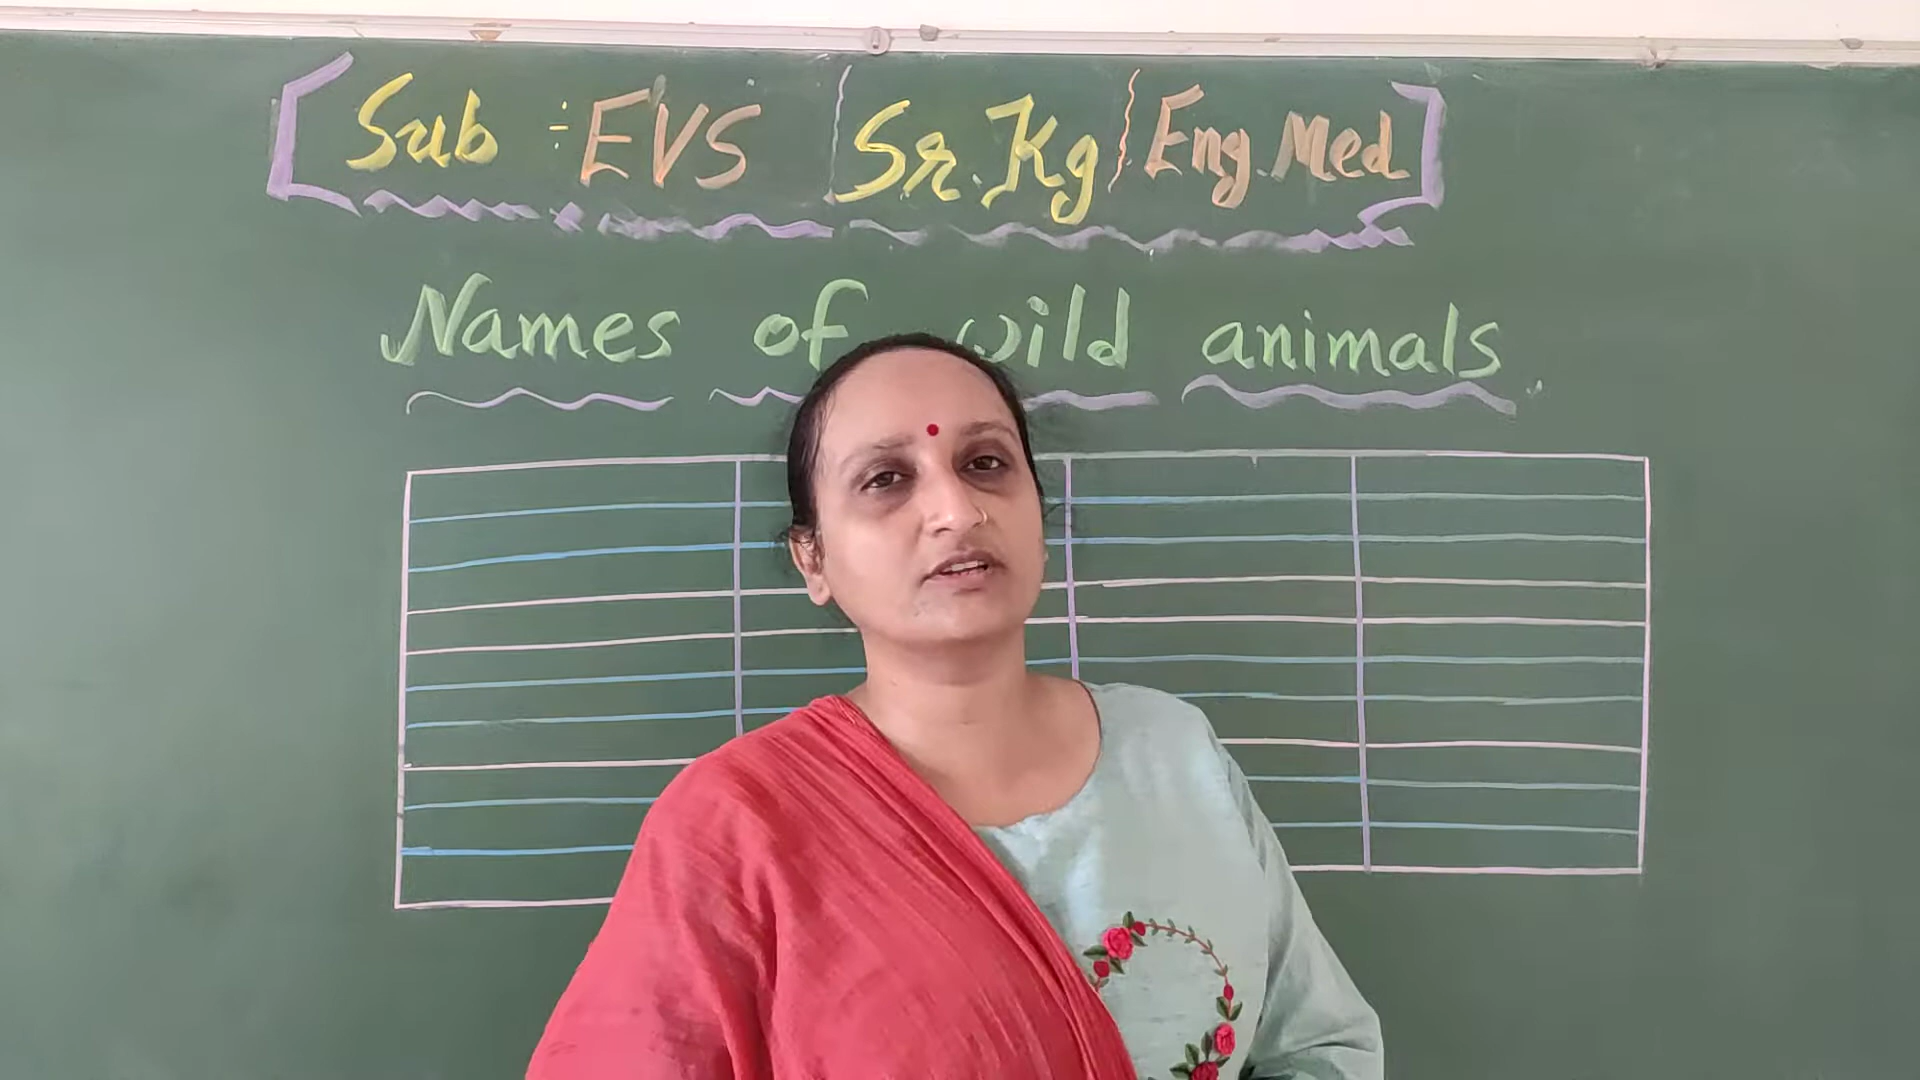 [Sub :- EVS | Sr.Kg | Eng.Med]
Names of wild animals.